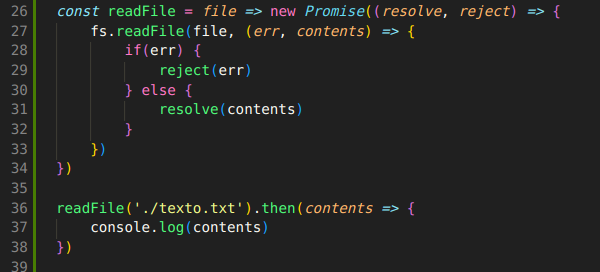 26 const readFile = file => new Promise((resolve, reject) => {
27     fs.readFile(file, (err, contents) => {
28         if(err) {
29             reject(err)
30         } else {
31             resolve(contents)
32         }
33     })
34 })
35
36 readFile('./texto.txt').then(contents => {
37     console.log(contents)
38 })
39